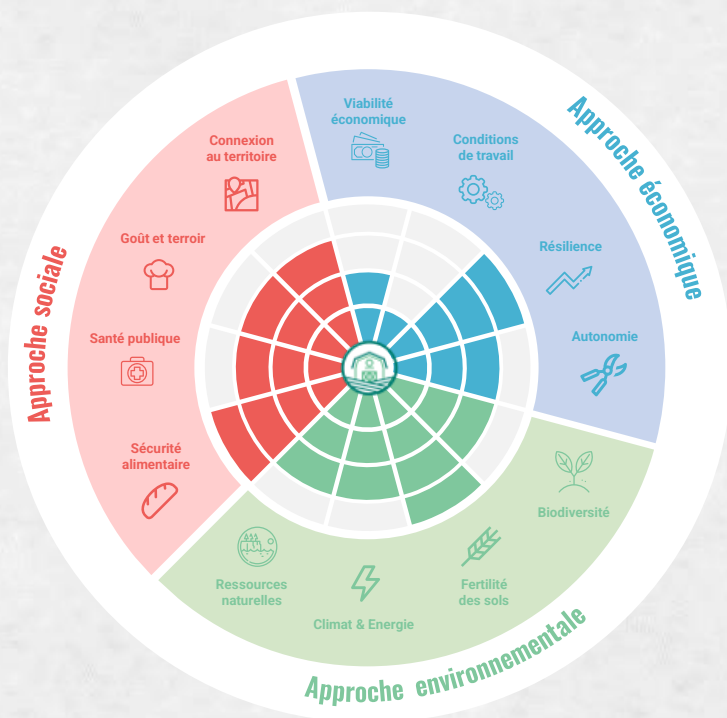 Approche économique
Viabilité
économique
Conditions
de travail
Résilience
Autonomie
Approche environnementale
Biodiversité
Fertilité
des sols
Climat & Energie
Ressources
naturelles
Approche sociale
Sécurité
alimentaire
Santé publique
Goût et terroir
Connexion
au territoire